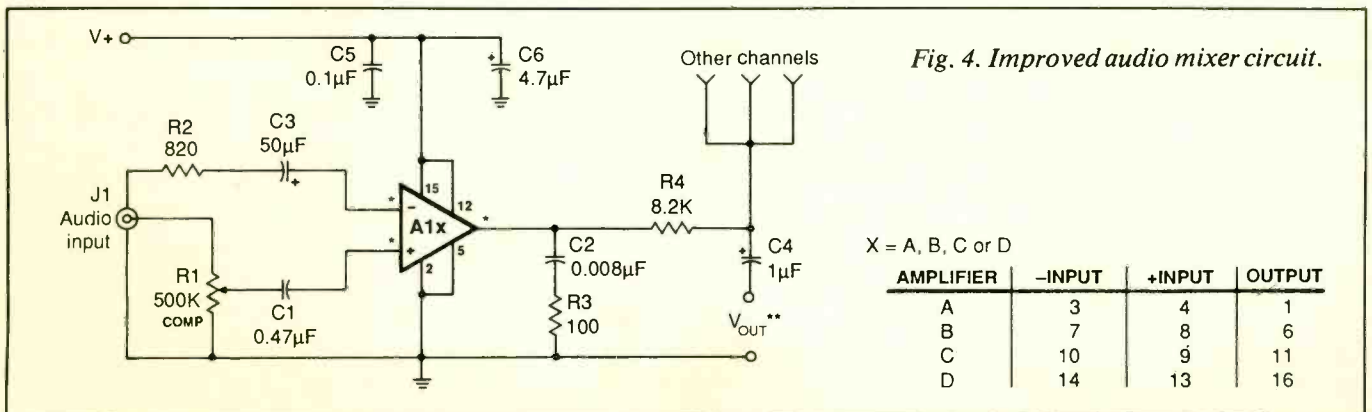 Fig. 4. Improved audio mixer circuit.
V+
C5
0.1µF
C6
4.7µF
Other channels
R2
820
C3
50µF
+
J1
Audio
input
R1
500K
COMP
C1
0.47µF
*
*
−
+
A1x
15
12
2
5
*
C2
0.008µF
R3
100
R4
8.2K
+
C4
1µF
VOUT**
X = A, B, C or D
AMPLIFIER –INPUT +INPUT OUTPUT
A 3 4 1
B 7 8 6
C 10 9 11
D 14 13 16